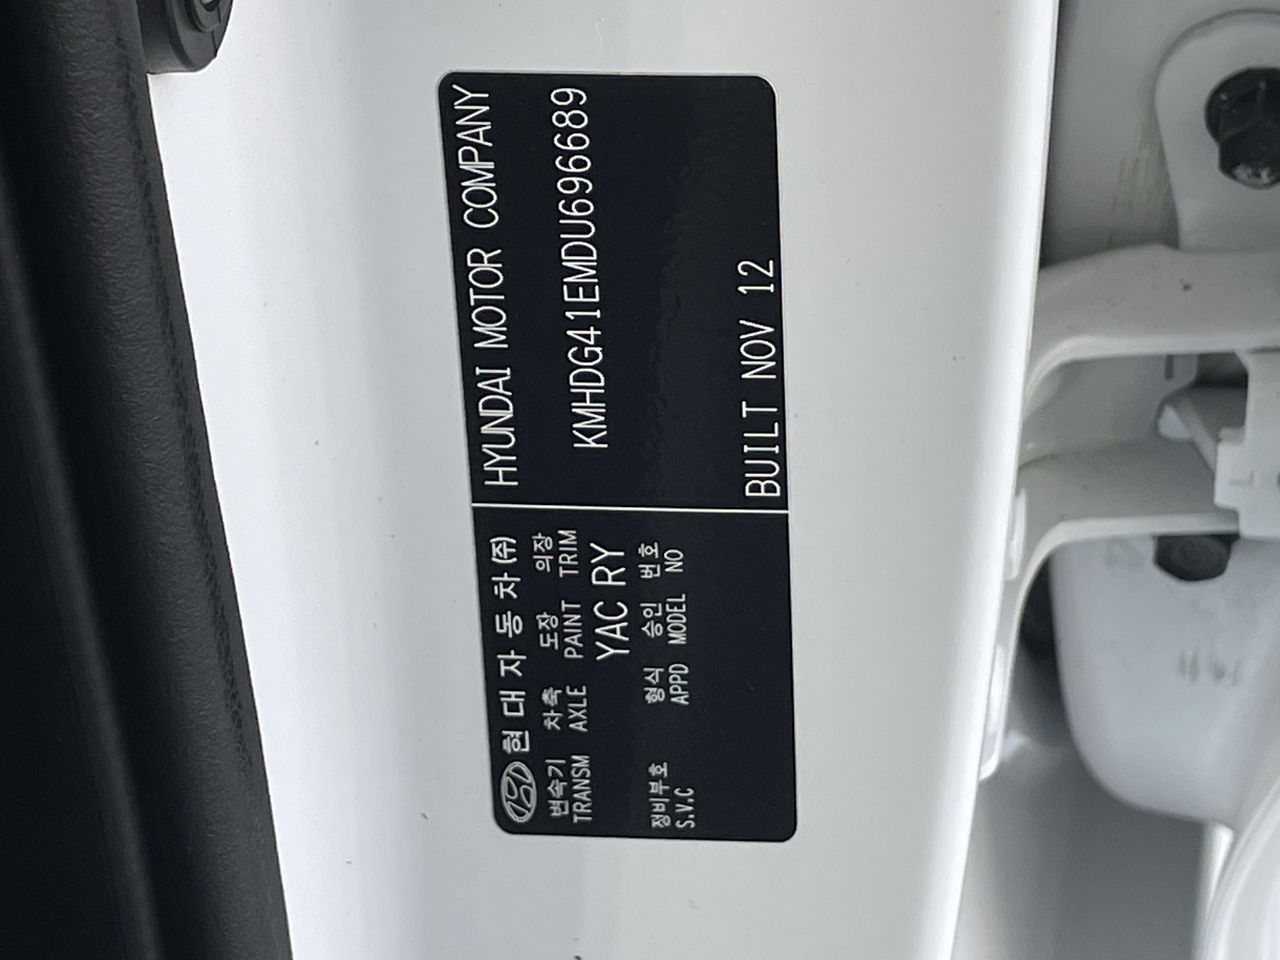 현대자동차(주)
변속기 차축 도장 의장
TRANSM AXLE PAINT TRIM
YAC RY
정비부호 형식 승인 번호
S.V.C APPD MODEL NO
HYUNDAI MOTOR COMPANY
KMHDG41EMDU696689
BUILT NOV 12